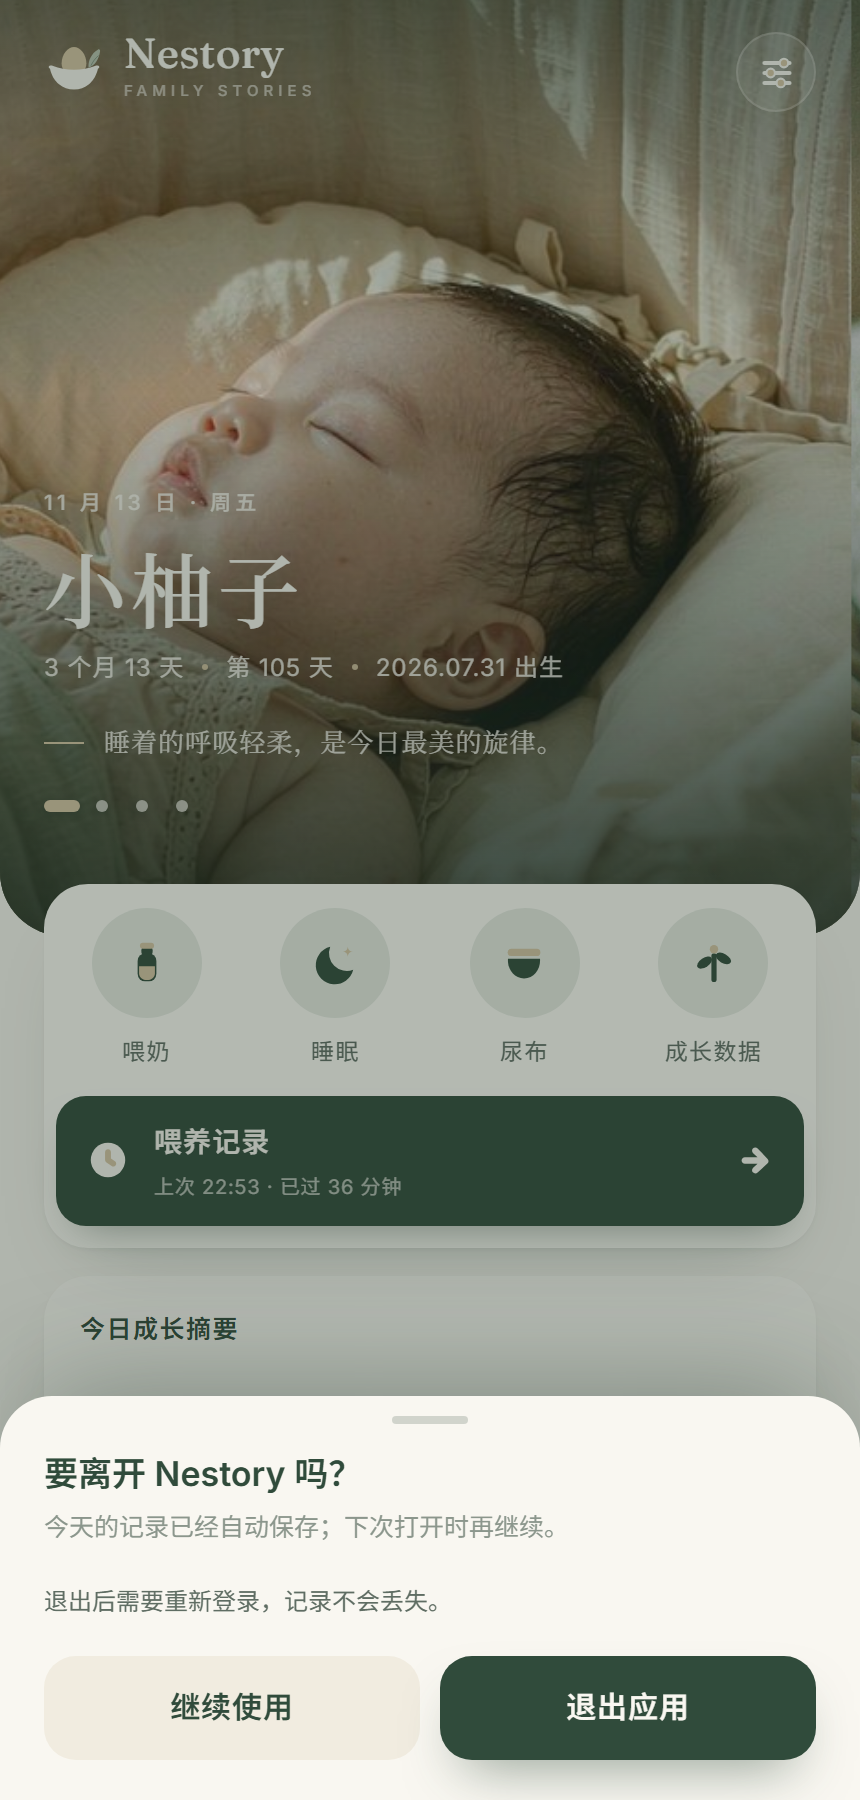 Nestory
FAMILY STORIES
11 月 13 日 · 周五
小柚子
3 个月 13 天 • 第 105 天 • 2026.07.31 出生
睡着的呼吸轻柔，是今日最美的旋律。
喂奶
睡眠
尿布
成长数据
喂养记录
上次 22:53 · 已过 36 分钟
今日成长摘要
要离开 Nestory 吗？
今天的记录已经自动保存；下次打开时再继续。
退出后需要重新登录，记录不会丢失。
继续使用
退出应用